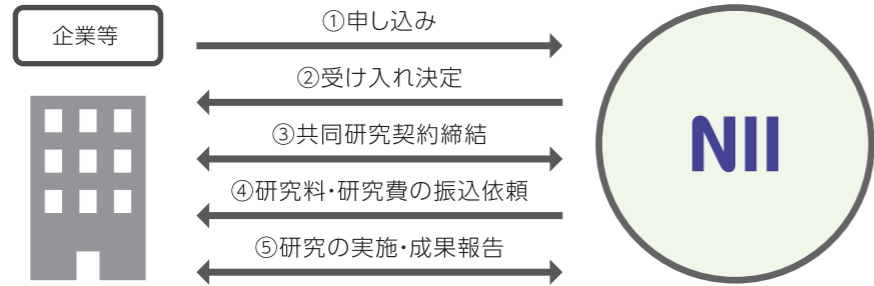 企業等
①申し込み
②受け入れ決定
③共同研究契約締結
④研究料・研究費の振込依頼
⑤研究の実施・成果報告
NII